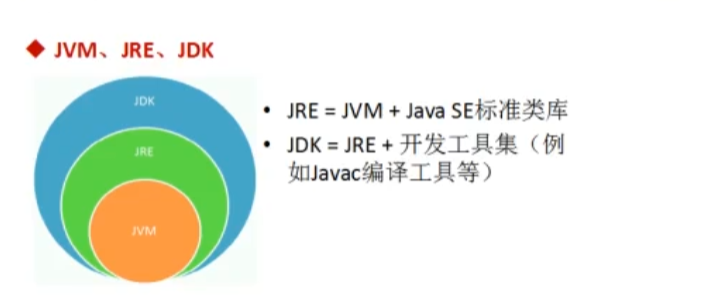 ◆ JVM、JRE、JDK
JDK
• JRE = JVM + Java SE标准类库
• JDK = JRE + 开发工具集（例
如Javac编译工具等）
JRE
JVM